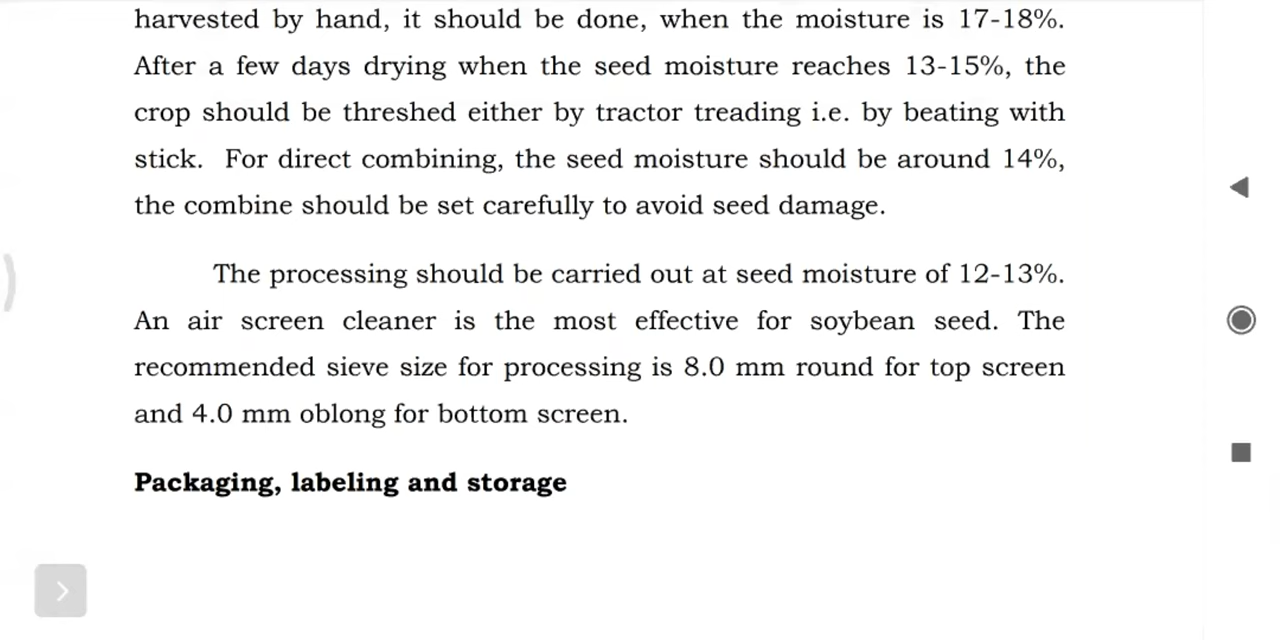 harvested by hand, it should be done, when the moisture is 17-18%.
After a few days drying when the seed moisture reaches 13-15%, the
crop should be threshed either by tractor treading i.e. by beating with
stick. For direct combining, the seed moisture should be around 14%,
the combine should be set carefully to avoid seed damage.
The processing should be carried out at seed moisture of 12-13%.
An air screen cleaner is the most effective for soybean seed. The
recommended sieve size for processing is 8.0 mm round for top screen
and 4.0 mm oblong for bottom screen.
Packaging, labeling and storage